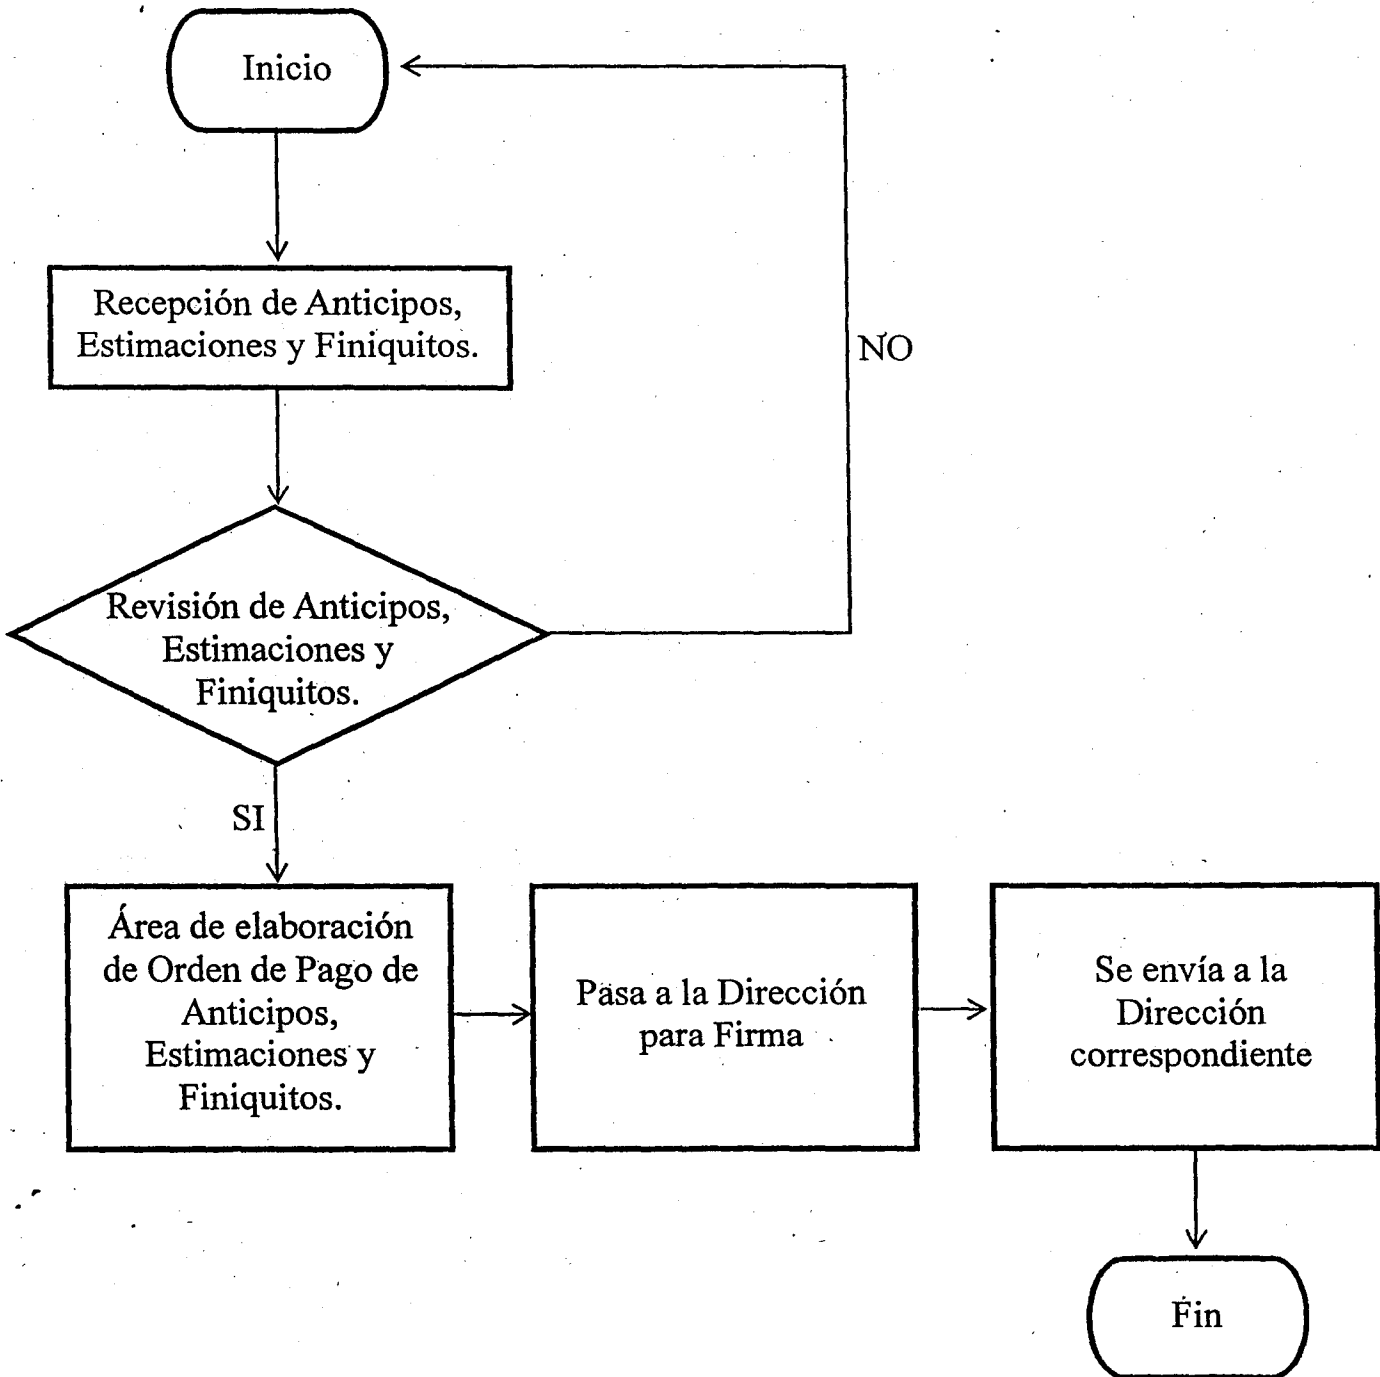 Inicio
Recepción de Anticipos,
Estimaciones y Finiquitos.
NO
Revisión de Anticipos,
Estimaciones y
Finiquitos.
SI
Área de elaboración
de Orden de Pago de
Anticipos,
Estimaciones y
Finiquitos.
Pasa a la Dirección
para Firma
Se envía a la
Dirección
correspondiente
Fin